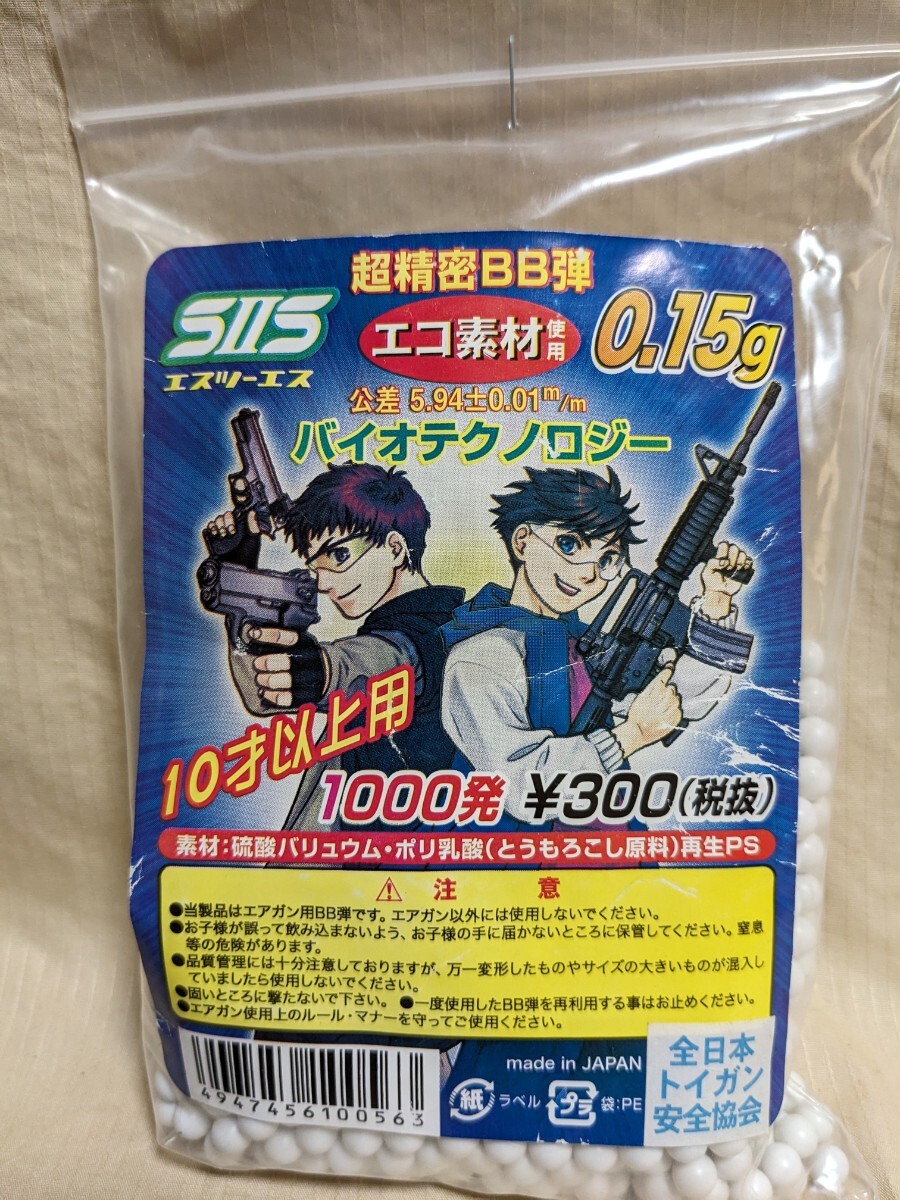 超精密BB弾
SIIS
エスツーエス
エコ素材使用
0.15g
公差 5.94±0.01m/m
バイオテクノロジー
10才以上用
1000発 ¥300(税抜)
素材:硫酸バリュウム・ポリ乳酸(とうもろこし原料)再生PS
⚠ 注 意
●当製品はエアガン用BB弾です。エアガン以外には使用しないでください。
●お子様が誤って飲み込まないよう、お子様の手に届かないところに保管してください。窒息
等の危険があります。
●品質管理には十分注意しておりますが、万一変形したものやサイズの大きいものが混入し
ていましたら使用しないでください。
●固いところに撃たないで下さい。 ●一度使用したBB弾を再利用する事はお止めください。
●エアガン使用上のルール・マナーを守ってご使用ください。
made in JAPAN
4947456100563
紙 ラベル プラ 袋:PE
全日本
トイガン
安全協会